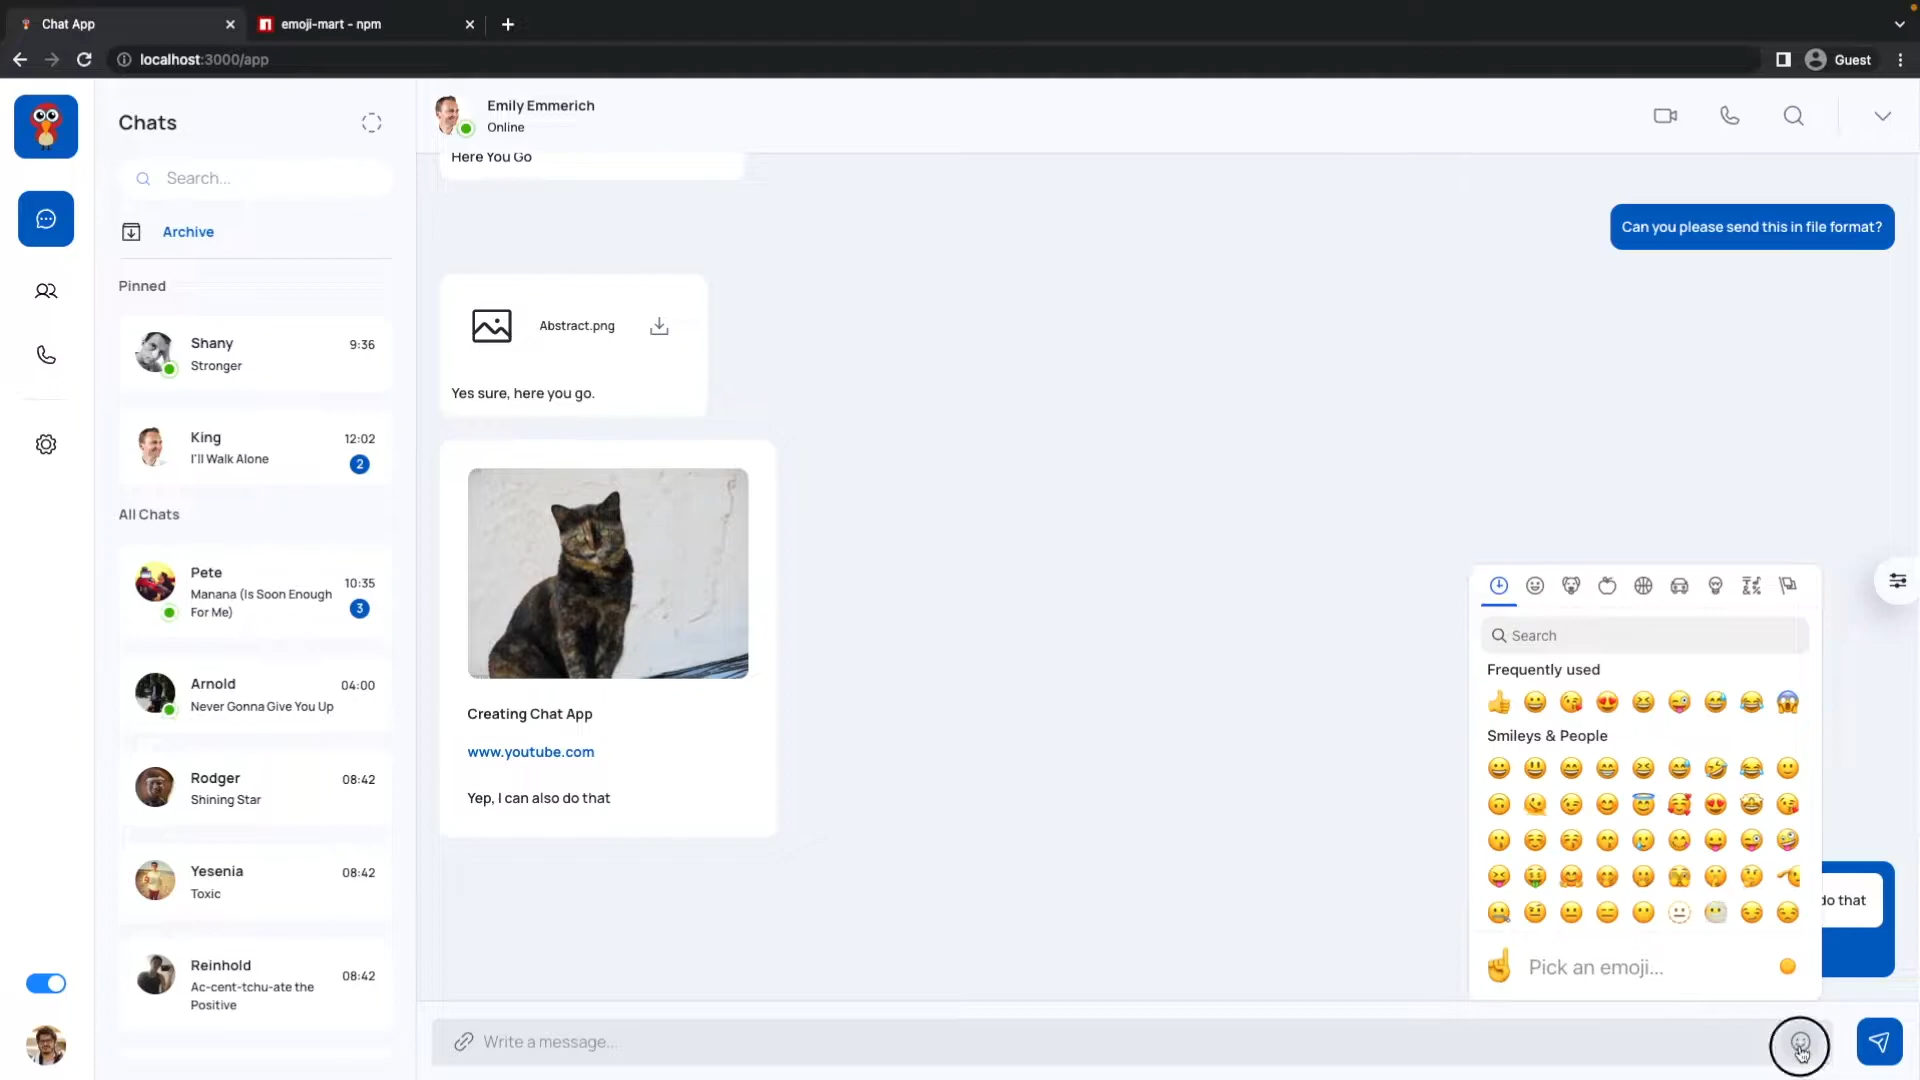 Chat App
emoji-mart - npm
localhost:3000/app
Guest
Chats
Search...
Archive
Pinned
Shany
9:36
Stronger
King
12:02
I'll Walk Alone
2
All Chats
Pete
10:35
Manana (Is Soon Enough
For Me)
3
Arnold
04:00
Never Gonna Give You Up
Rodger
08:42
Shining Star
Yesenia
08:42
Toxic
Reinhold
08:42
Ac-cent-tchu-ate the
Positive
Emily Emmerich
Online
Here You Go
Can you please send this in file format?
Abstract.png
Yes sure, here you go.
Creating Chat App
www.youtube.com
Yep, I can also do that
do that
Search
Frequently used
Smileys & People
Pick an emoji...
Write a message...